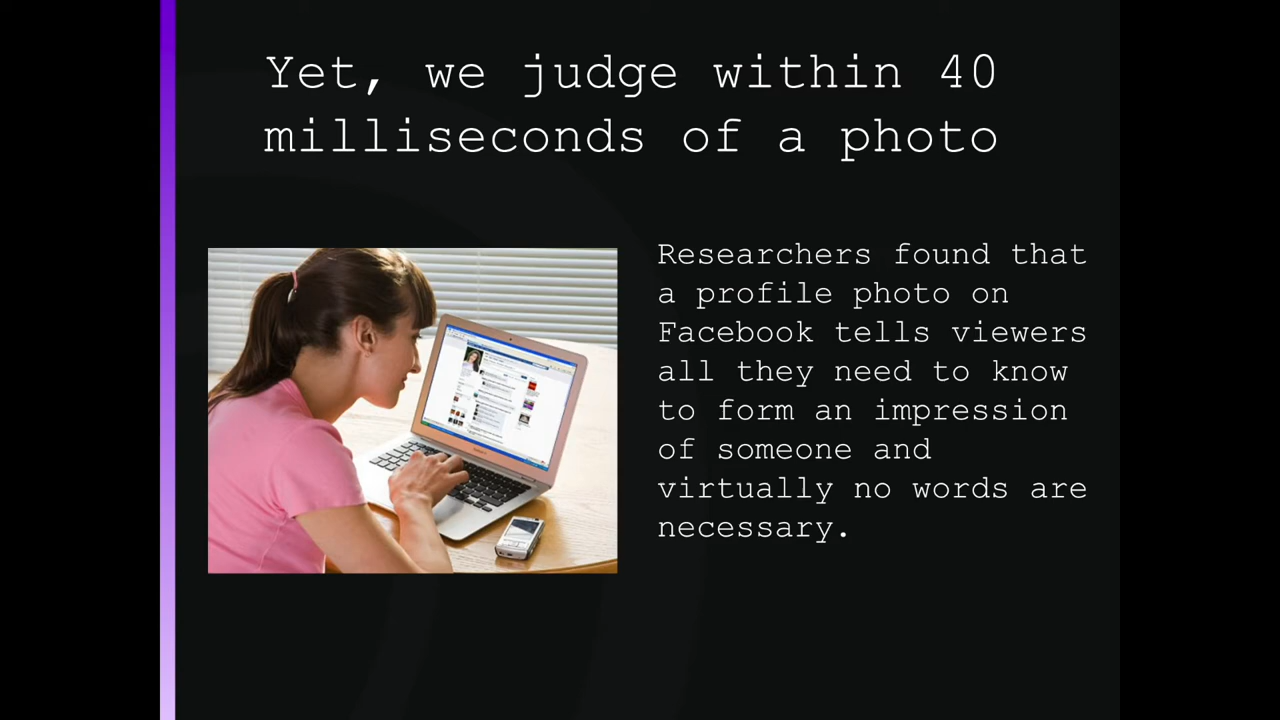 Yet, we judge within 40
milliseconds of a photo
Researchers found that
a profile photo on
Facebook tells viewers
all they need to know
to form an impression
of someone and
virtually no words are
necessary.